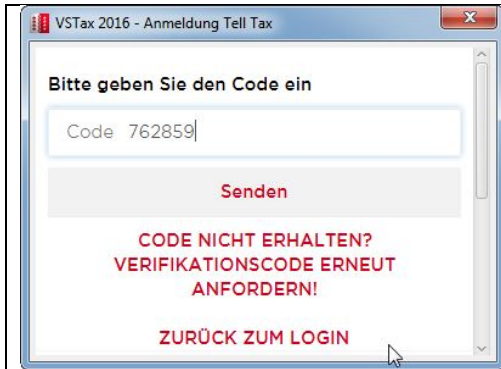 VSTax 2016 - Anmeldung Tell Tax
Bitte geben Sie den Code ein
Code 762859
Senden
CODE NICHT ERHALTEN?
VERIFIKATIONSCODE ERNEUT
ANFORDERN!
ZURÜCK ZUM LOGIN